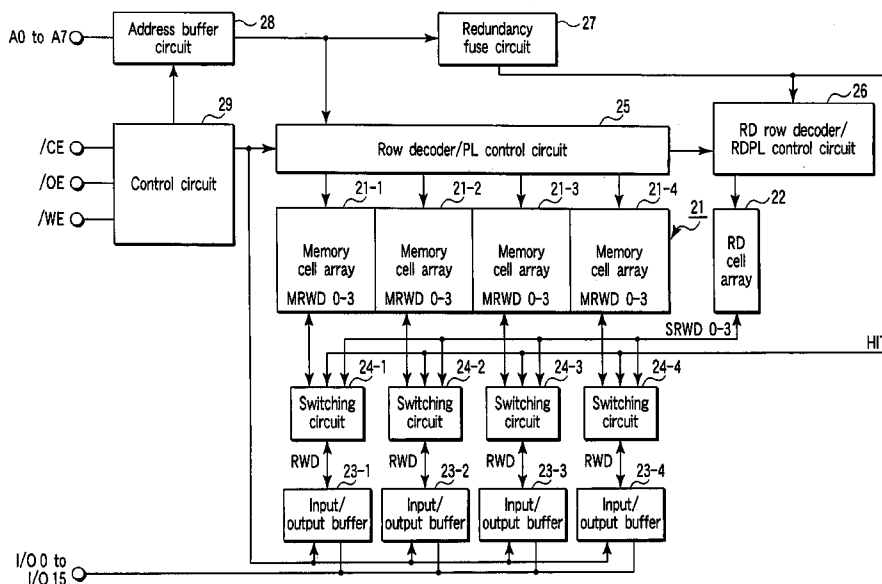 28
27
A0 to A7
Address buffer
circuit
Redundancy
fuse circuit
29
25
26
/CE
/OE
/WE
Control circuit
Row decoder/PL control circuit
RD row decoder/
RDPL control circuit
21-1
21-2
21-3
21-4
21
22
Memory
cell array
MRWD 0-3
Memory
cell array
MRWD 0-3
Memory
cell array
MRWD 0-3
Memory
cell array
MRWD 0-3
RD
cell
array
SRWD 0-3
HIT
24-1
24-2
24-3
24-4
Switching
circuit
Switching
circuit
Switching
circuit
Switching
circuit
RWD
RWD
RWD
RWD
23-1
23-2
23-3
23-4
Input/
output buffer
Input/
output buffer
Input/
output buffer
Input/
output buffer
I/O 0 to
I/O 15